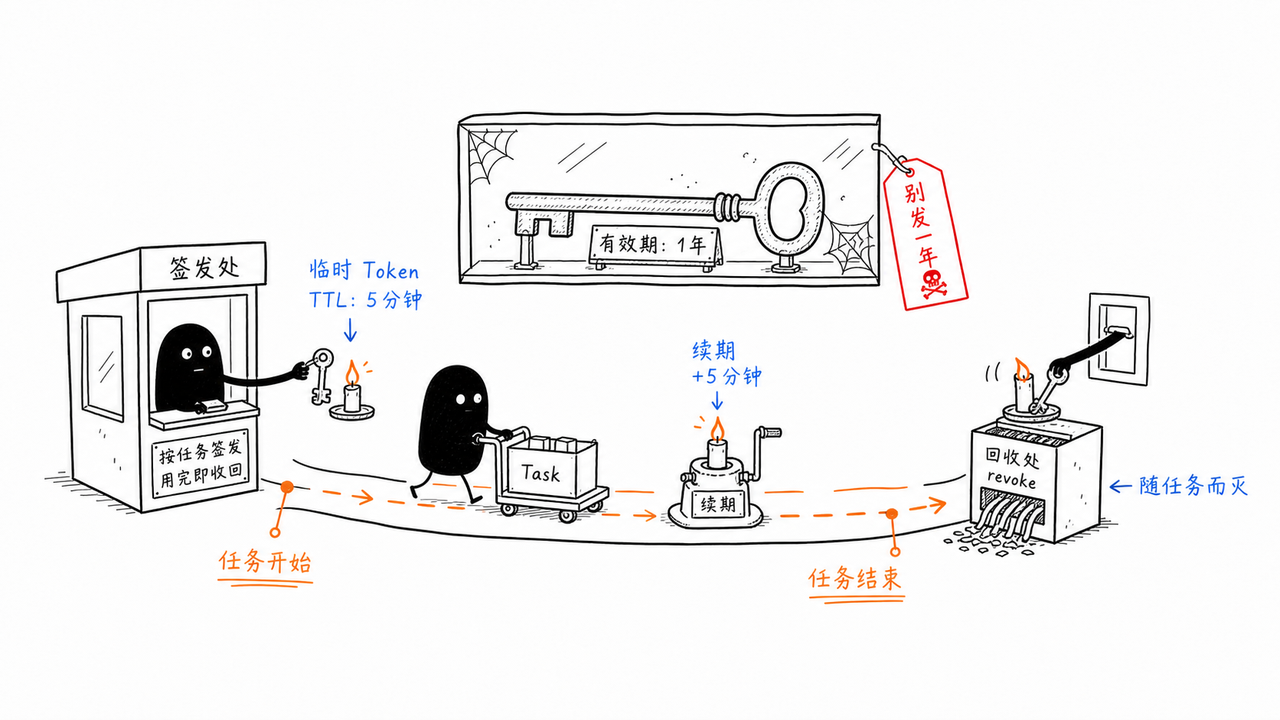 签发处
按任务签发
用完即收回
临时 Token
TTL: 5分钟
任务开始
Task
有效期: 1年
别发一年
续期
+5分钟
续期
任务结束
回收处
revoke
随任务而灭